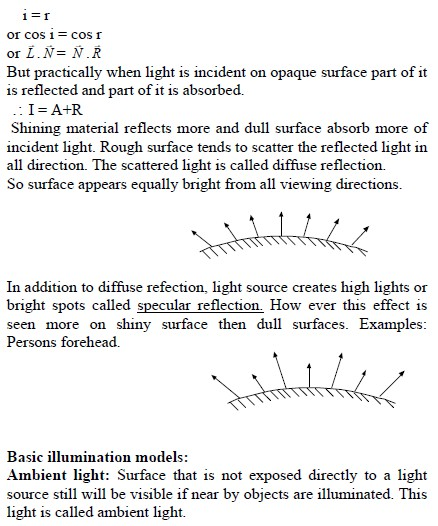 i = r
or cos i = cos r
or L⃗ . N⃗ = N⃗ . R⃗
But practically when light is incident on opaque surface part of it
is reflected and part of it is absorbed.
∴ I = A+R
Shining material reflects more and dull surface absorb more of
incident light. Rough surface tends to scatter the reflected light in
all direction. The scattered light is called diffuse reflection.
So surface appears equally bright from all viewing directions.
In addition to diffuse refection, light source creates high lights or
bright spots called specular reflection. How ever this effect is
seen more on shiny surface then dull surfaces. Examples:
Persons forehead.
Basic illumination models:
Ambient light: Surface that is not exposed directly to a light
source still will be visible if near by objects are illuminated. This
light is called ambient light.